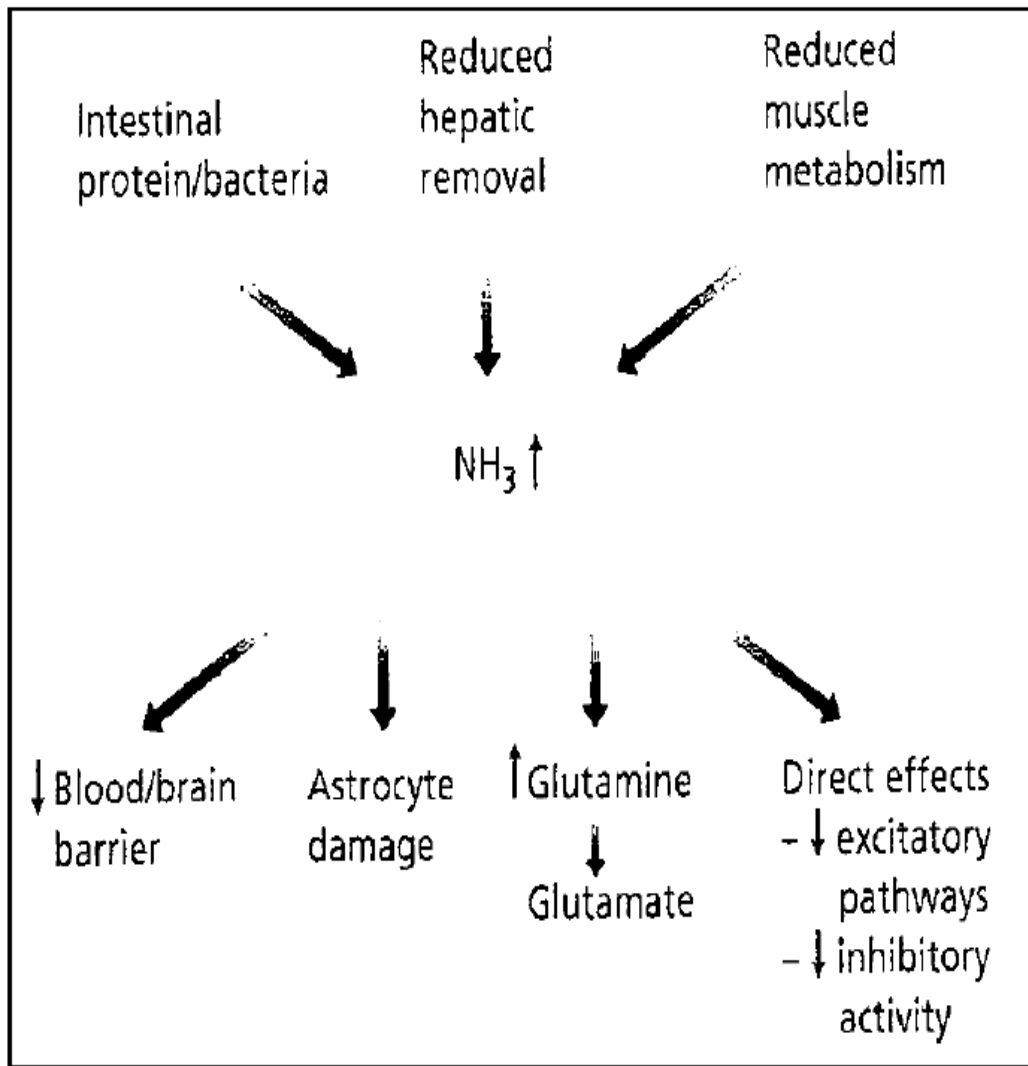 Intestinal
protein/bacteria
Reduced
hepatic
removal
Reduced
muscle
metabolism
NH₃ ↑
↓ Blood/brain
barrier
Astrocyte
damage
↑ Glutamine
↓
Glutamate
Direct effects
– ↓ excitatory
pathways
– ↓ inhibitory
activity